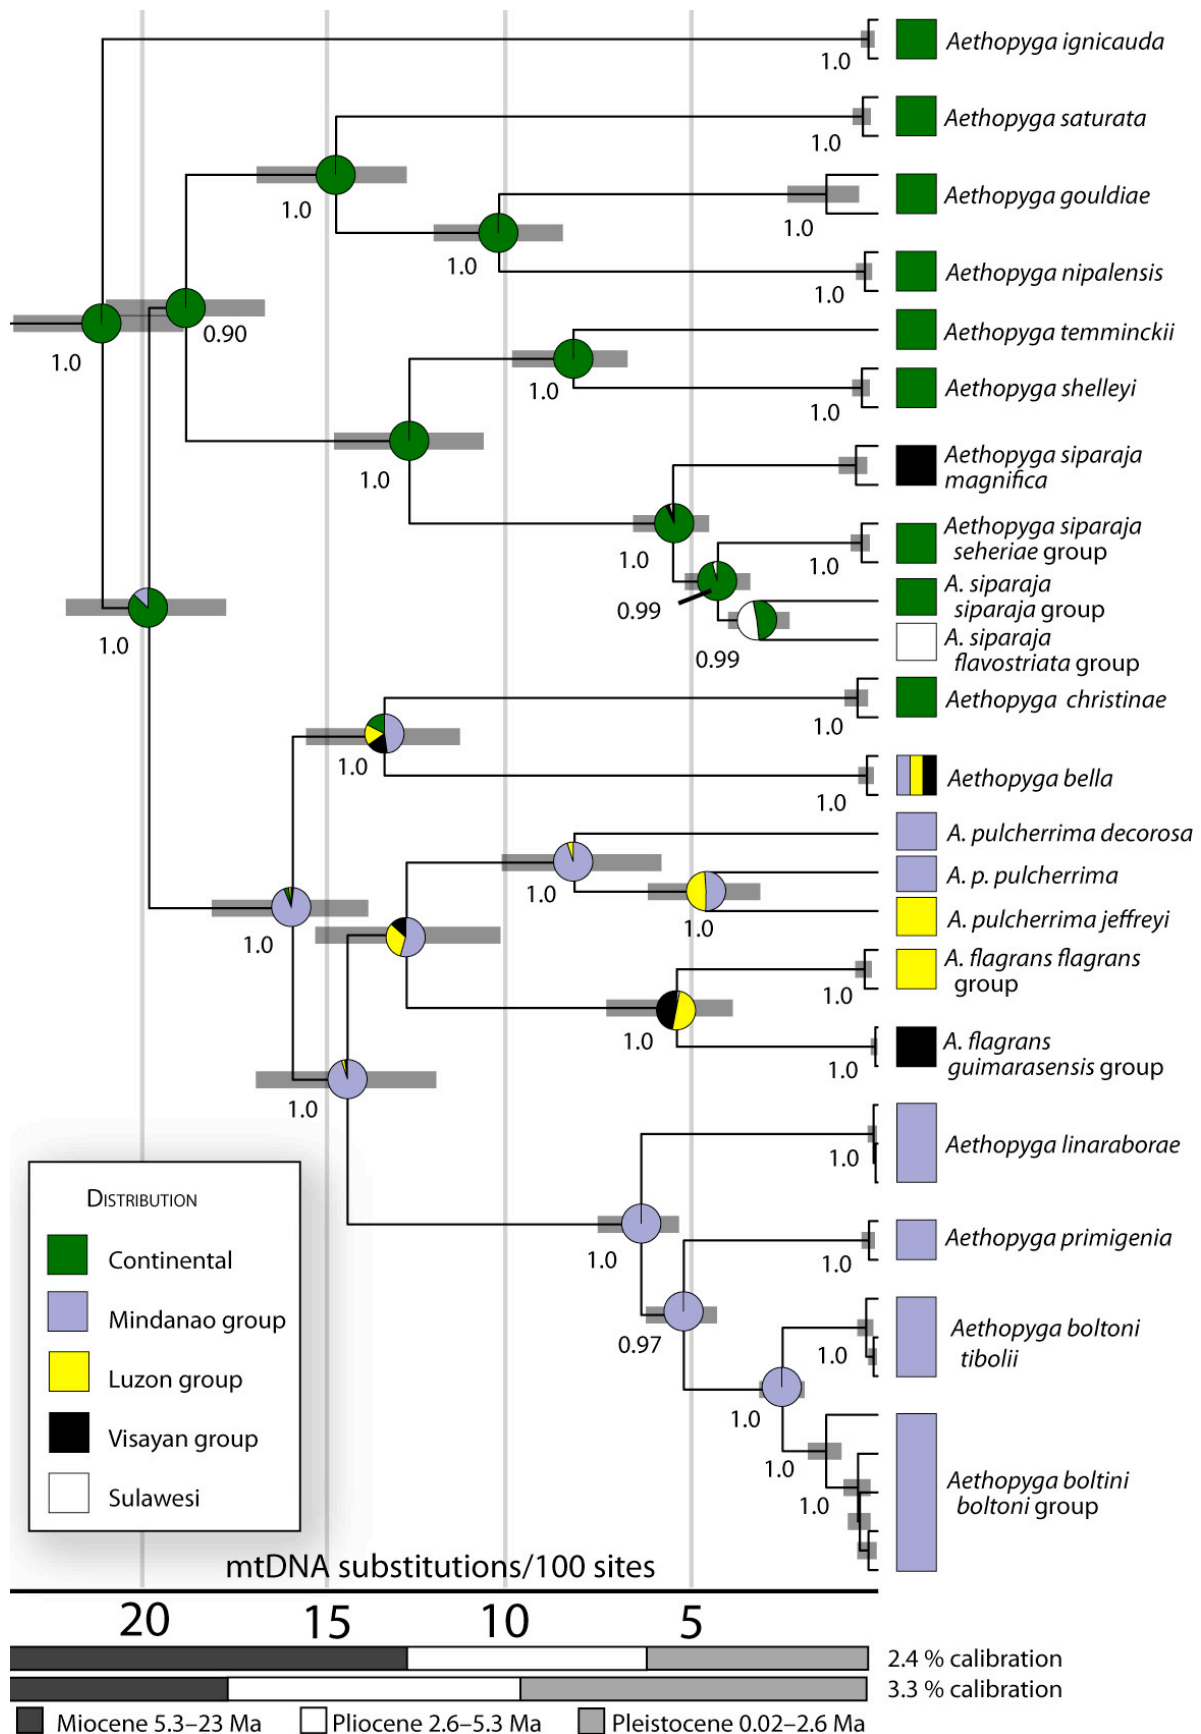 1.0
Aethopyga ignicauda
1.0
Aethopyga saturata
1.0
1.0
Aethopyga gouldiae
1.0
1.0
Aethopyga nipalensis
1.0
0.90
Aethopyga temminckii
1.0
1.0
Aethopyga shelleyi
1.0
Aethopyga siparaja
magnifica
1.0
1.0
Aethopyga siparaja
seheriae group
0.99
A. siparaja
siparaja group
0.99
A. siparaja
flavostriata group
1.0
1.0
Aethopyga christinae
1.0
1.0
Aethopyga bella
A. pulcherrima decorosa
1.0
A. p. pulcherrima
1.0
A. pulcherrima jeffreyi
1.0
1.0
A. flagrans flagrans
group
1.0
1.0
A. flagrans
guimarasensis group
1.0
1.0
Aethopyga linaraborae
1.0
1.0
Aethopyga primigenia
0.97
1.0
Aethopyga boltoni
tibolii
1.0
1.0
1.0
Aethopyga boltini
boltoni group
DISTRIBUTION
Continental
Mindanao group
Luzon group
Visayan group
Sulawesi
mtDNA substitutions/100 sites
20 15 10 5
2.4 % calibration
3.3 % calibration
Miocene 5.3–23 Ma Pliocene 2.6–5.3 Ma Pleistocene 0.02–2.6 Ma